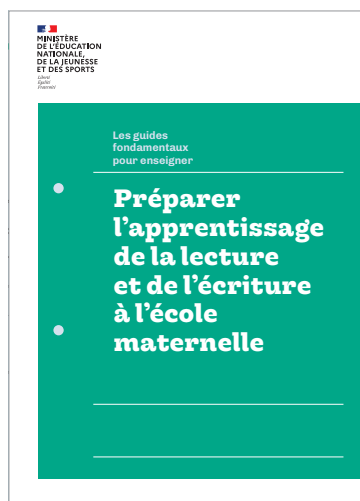 MINISTÈRE
DE L'ÉDUCATION
NATIONALE,
DE LA JEUNESSE
ET DES SPORTS
Liberté
Égalité
Fraternité
Les guides
fondamentaux
pour enseigner
Préparer
l'apprentissage
de la lecture
et de l'écriture
à l'école
maternelle